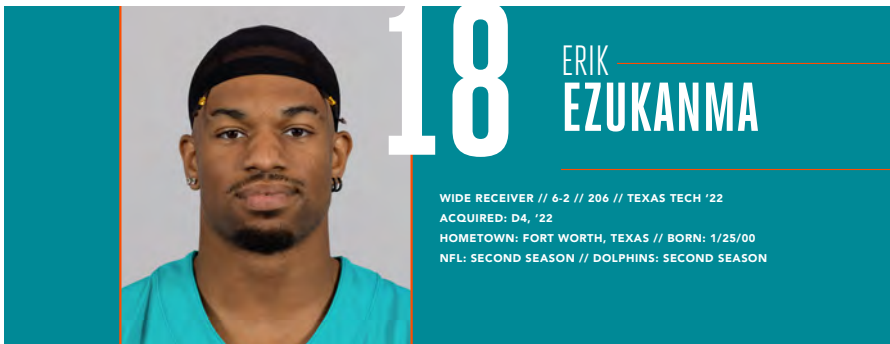 18
ERIK
EZUKANMA
WIDE RECEIVER // 6-2 // 206 // TEXAS TECH ‘22
ACQUIRED: D4, ‘22
HOMETOWN: FORT WORTH, TEXAS // BORN: 1/25/00
NFL: SECOND SEASON // DOLPHINS: SECOND SEASON